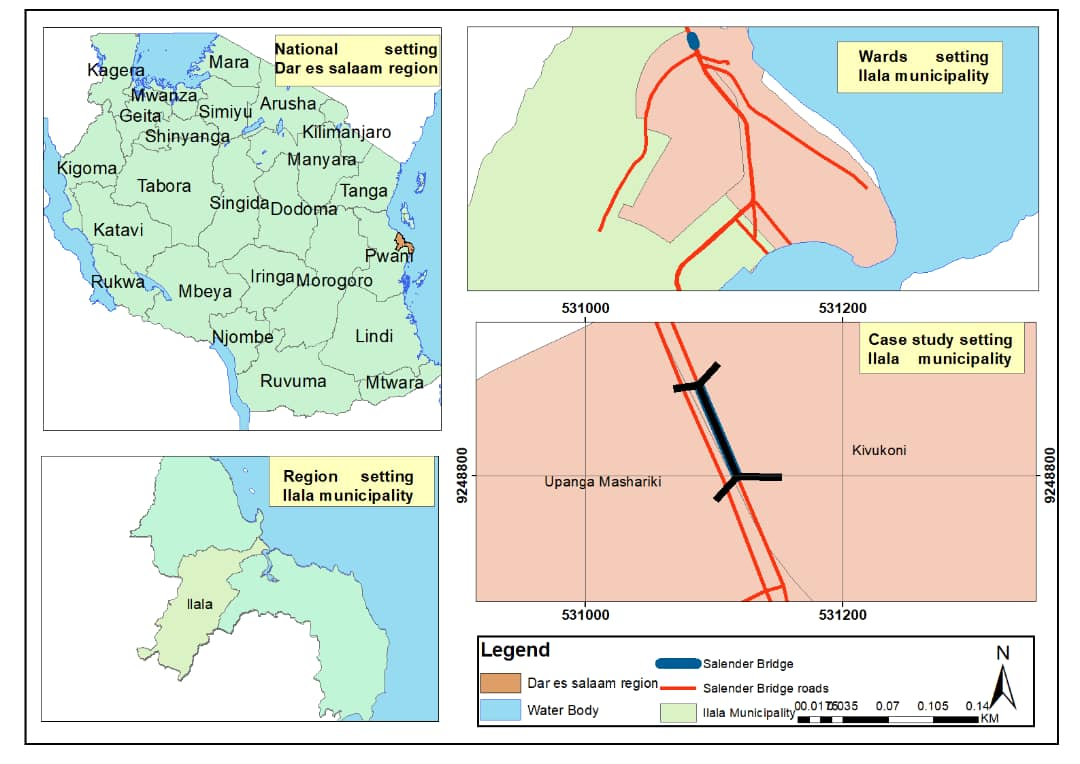 National setting
Dar es salaam region
Kagera
Mara
Mwanza
Geita
Simiyu
Arusha
Shinyanga
Kilimanjaro
Kigoma
Manyara
Tabora
Tanga
Singida
Dodoma
Katavi
Pwani
Rukwa
Mbeya
Iringa
Morogoro
Njombe
Lindi
Ruvuma
Mtwara
Wards setting
Ilala municipality
531000
531200
Case study setting
Ilala municipality
9248800
Upanga Mashariki
Kivukoni
9248800
531000
531200
Region setting
Ilala municipality
Ilala
Legend
Dar es salaam region
Water Body
Salender Bridge
Salender Bridge roads
Ilala Municipality
0.035 0.07 0.105 0.14
KM
N